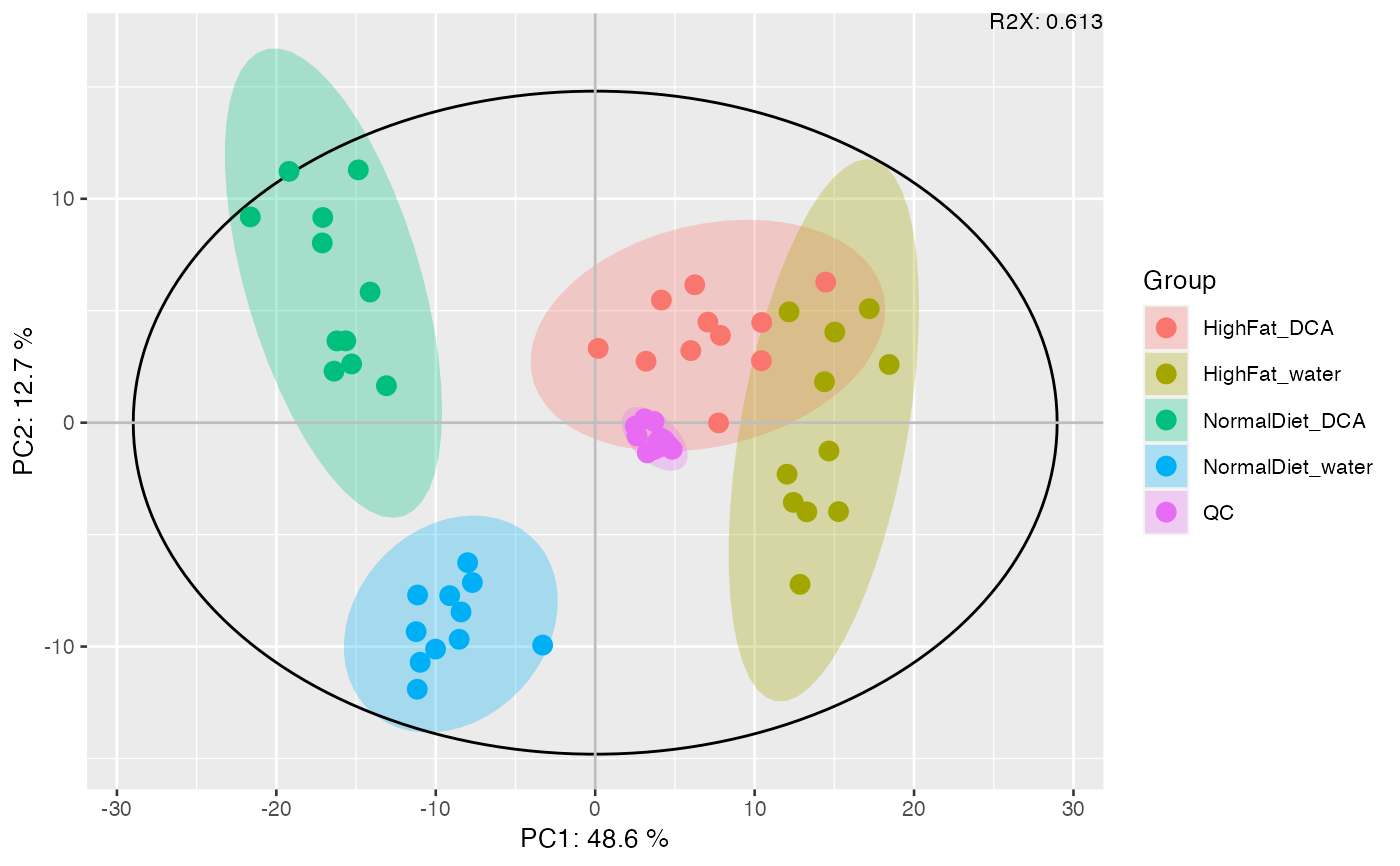 R2X: 0.613
10
0
-10
PC2: 12.7 %
-30
-20
-10
0
10
20
30
PC1: 48.6 %
Group
HighFat_DCA
HighFat_water
NormalDiet_DCA
NormalDiet_water
QC